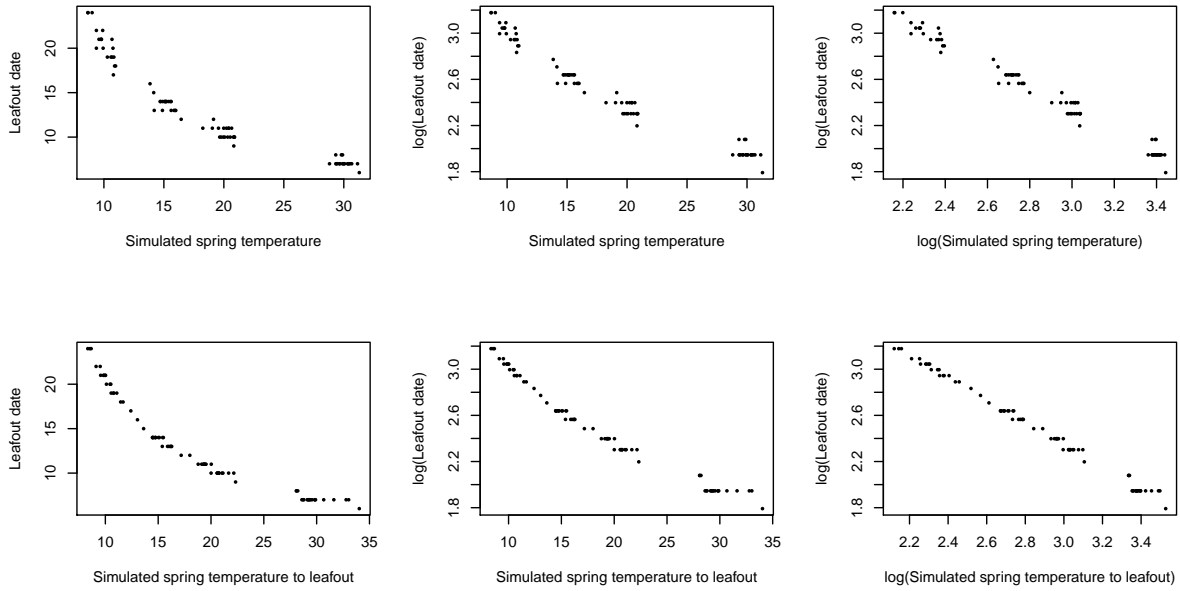 Leafout date
20
15
10
10 15 20 25 30
Simulated spring temperature
log(Leafout date)
3.0
2.6
2.2
1.8
10 15 20 25 30
Simulated spring temperature
log(Leafout date)
3.0
2.6
2.2
1.8
2.2 2.4 2.6 2.8 3.0 3.2 3.4
log(Simulated spring temperature)
Leafout date
20
15
10
10 15 20 25 30 35
Simulated spring temperature to leafout
log(Leafout date)
3.0
2.6
2.2
1.8
10 15 20 25 30 35
Simulated spring temperature to leafout
log(Leafout date)
3.0
2.6
2.2
1.8
2.2 2.4 2.6 2.8 3.0 3.2 3.4
log(Simulated spring temperature to leafout)